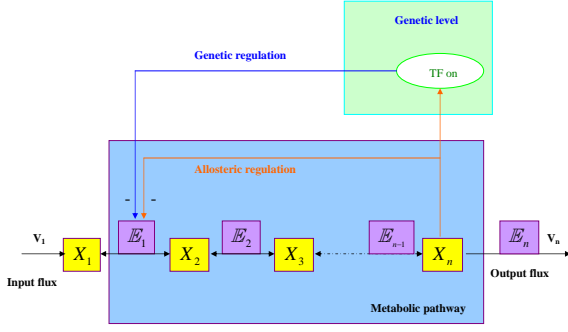 Genetic level
Genetic regulation
TF on
Allosteric regulation
- -
V₁ 𝔼₁ 𝔼₂ 𝔼ₙ₋₁ 𝔼ₙ Vₙ
X₁ X₂ X₃ Xₙ
Input flux Output flux
Metabolic pathway